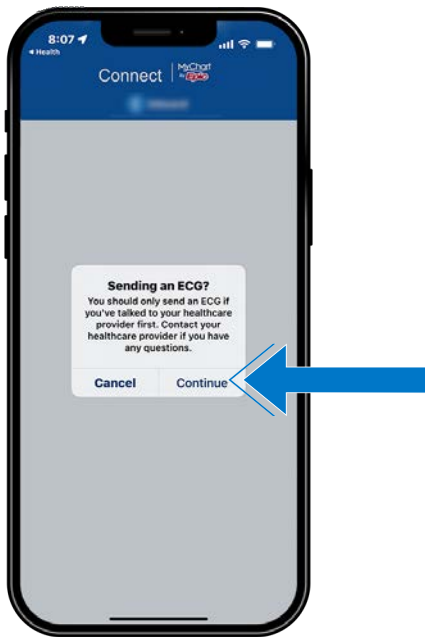 8:07
Health
Connect | MyChart
by Epic
Sending an ECG?
You should only send an ECG if
you've talked to your healthcare
provider first. Contact your
healthcare provider if you have
any questions.
Cancel Continue